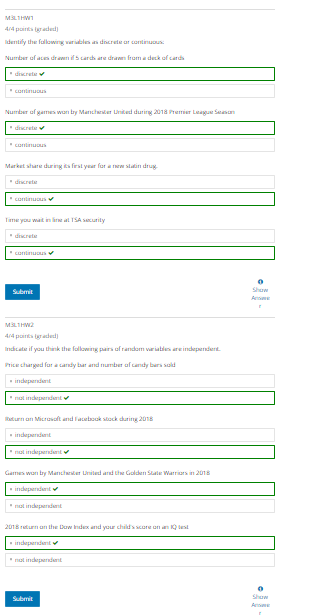 M3L1HW1
4/4 points (graded)
Identify the following variables as discrete or continuous:
Number of aces drawn if 5 cards are drawn from a deck of cards
discrete ✔
continuous
Number of games won by Manchester United during 2018 Premier League Season
discrete ✔
continuous
Market share during its first year for a new statin drug.
discrete
continuous ✔
Time you wait in line at TSA security
discrete
continuous ✔
Submit
Show
Answe
r
M3L1HW2
4/4 points (graded)
Indicate if you think the following pairs of random variables are independent.
Price charged for a candy bar and number of candy bars sold
independent
not independent ✔
Return on Microsoft and Facebook stock during 2018
independent
not independent ✔
Games won by Manchester United and the Golden State Warriors in 2018
independent ✔
not independent
2018 return on the Dow Index and your child's score on an IQ test
independent ✔
not independent
Submit
Show
Answe
r